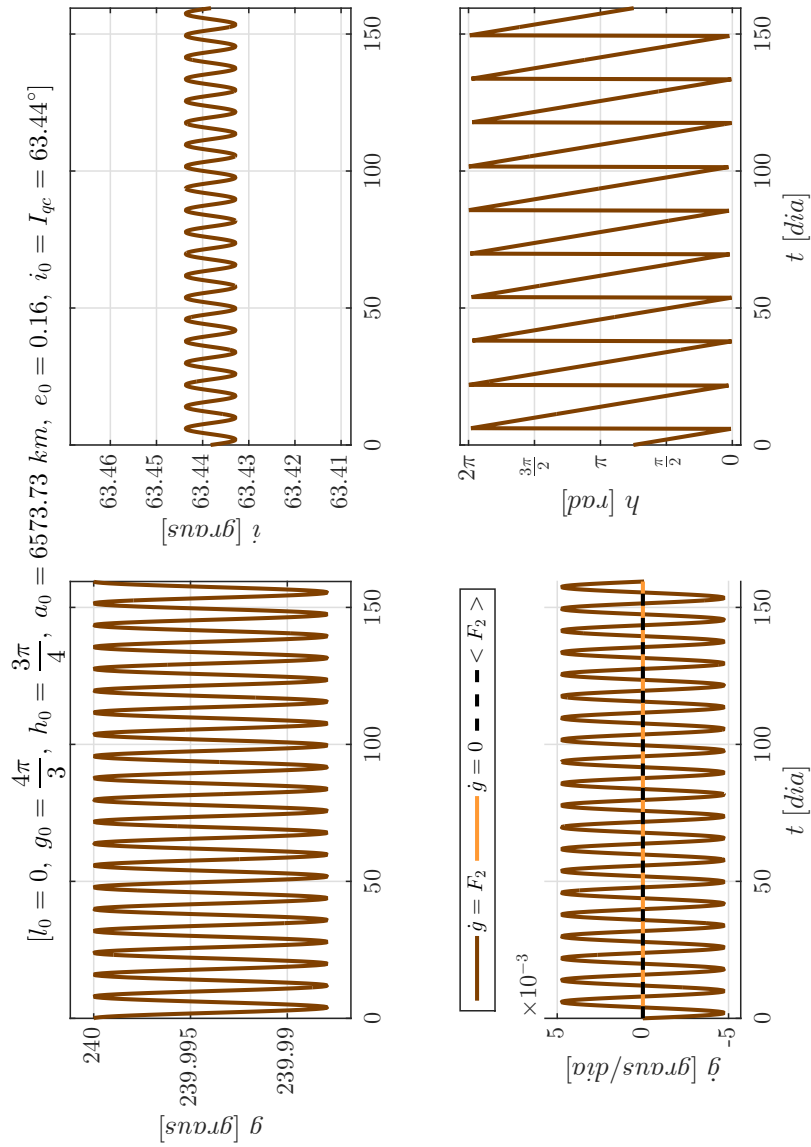 [l₀ = 0, g₀ = 4π/3, h₀ = 3π/4, a₀ = 6573.73 km, e₀ = 0.16, i₀ = I_qc = 63.44°]
g [graus]
240
239.995
239.99
0 50 100 150
i [graus]
63.46
63.45
63.44
63.43
63.42
63.41
0 50 100 150
ġ = F₂ ġ = 0 < F₂ >
×10⁻³
ġ [graus/dia]
5
0
-5
0 50 100 150
t [dia]
h [rad]
2π
3π/2
π
π/2
0
0 50 100 150
t [dia]